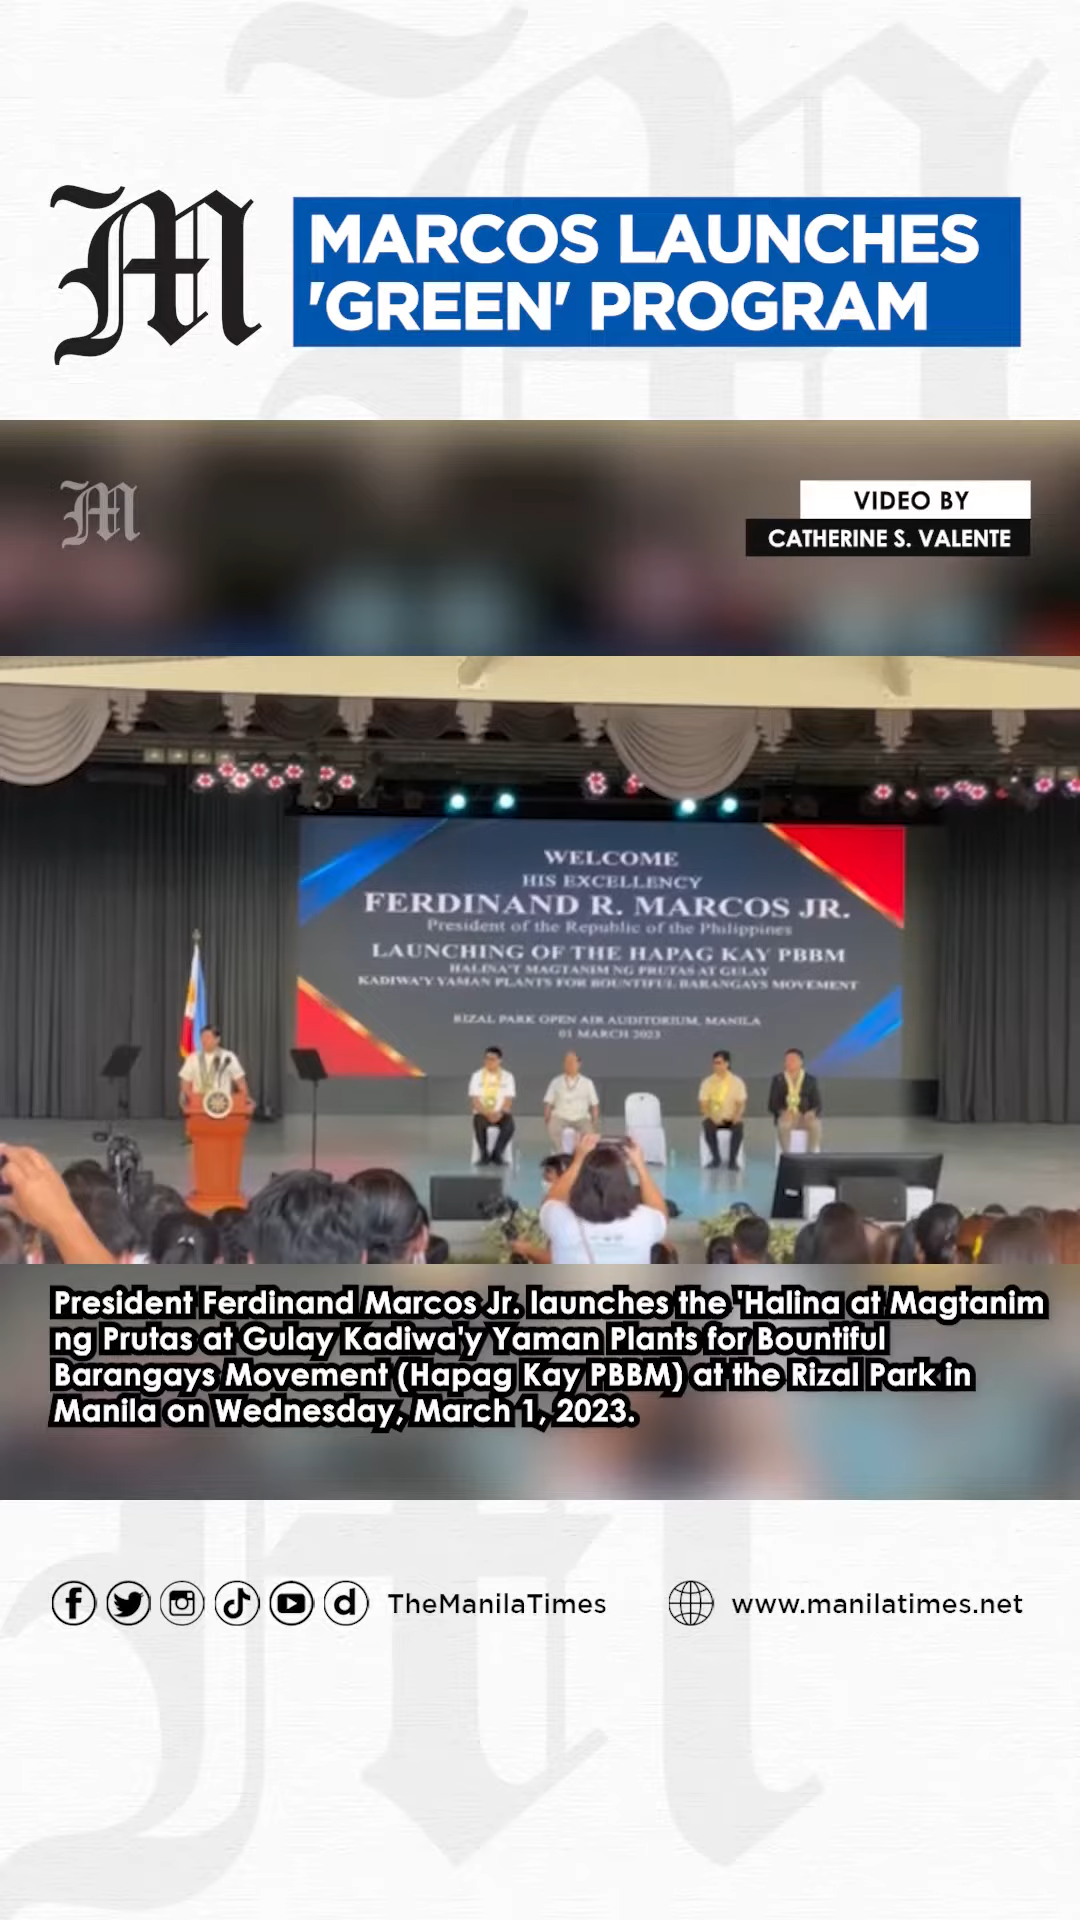 M
MARCOS LAUNCHES
'GREEN' PROGRAM
M
VIDEO BY
CATHERINE S. VALENTE
WELCOME
HIS EXCELLENCY
FERDINAND R. MARCOS JR.
President of the Republic of the Philippines
LAUNCHING OF THE HAPAG KAY PBBM
HALINA'T MAGTANIM NG PRUTAS AT GULAY
KADIWA'Y YAMAN PLANTS FOR BOUNTIFUL BARANGAYS MOVEMENT
RIZAL PARK OPEN AIR AUDITORIUM, MANILA
01 MARCH 2023
President Ferdinand Marcos Jr. launches the 'Halina at Magtanim
ng Prutas at Gulay Kadiwa'y Yaman Plants for Bountiful
Barangays Movement (Hapag Kay PBBM) at the Rizal Park in
Manila on Wednesday, March 1, 2023.
TheManilaTimes
www.manilatimes.net